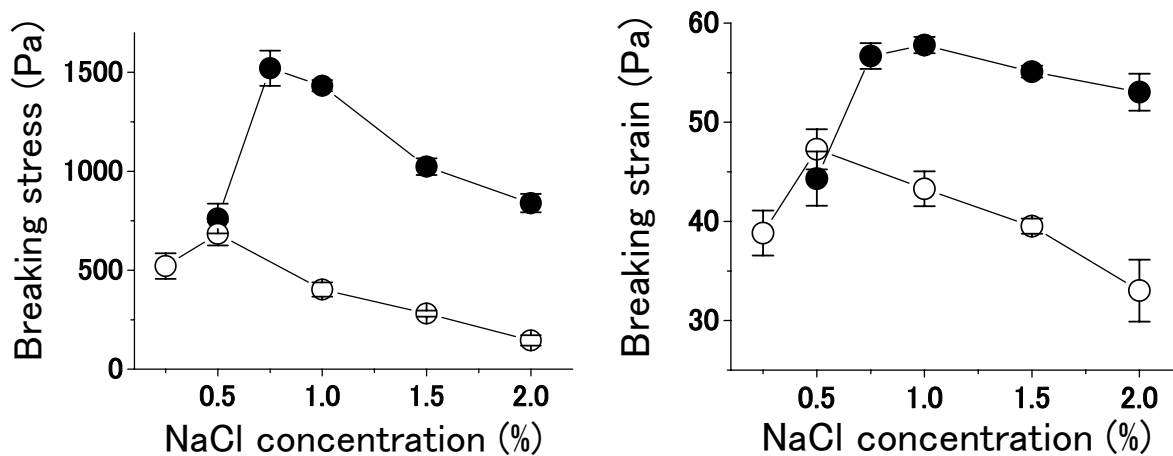 Breaking stress (Pa)
1500
1000
500
0
0.5 1.0 1.5 2.0
NaCl concentration (%)
Breaking strain (Pa)
60
50
40
30
0.5 1.0 1.5 2.0
NaCl concentration (%)